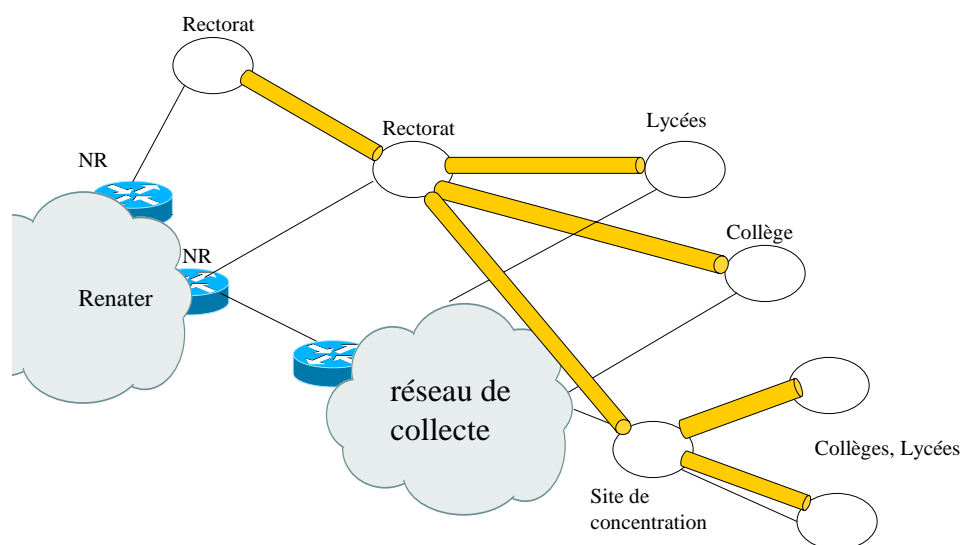 Rectorat
Rectorat
Lycées
NR
Collège
NR
Renater
réseau de
collecte
Collèges, Lycées
Site de
concentration